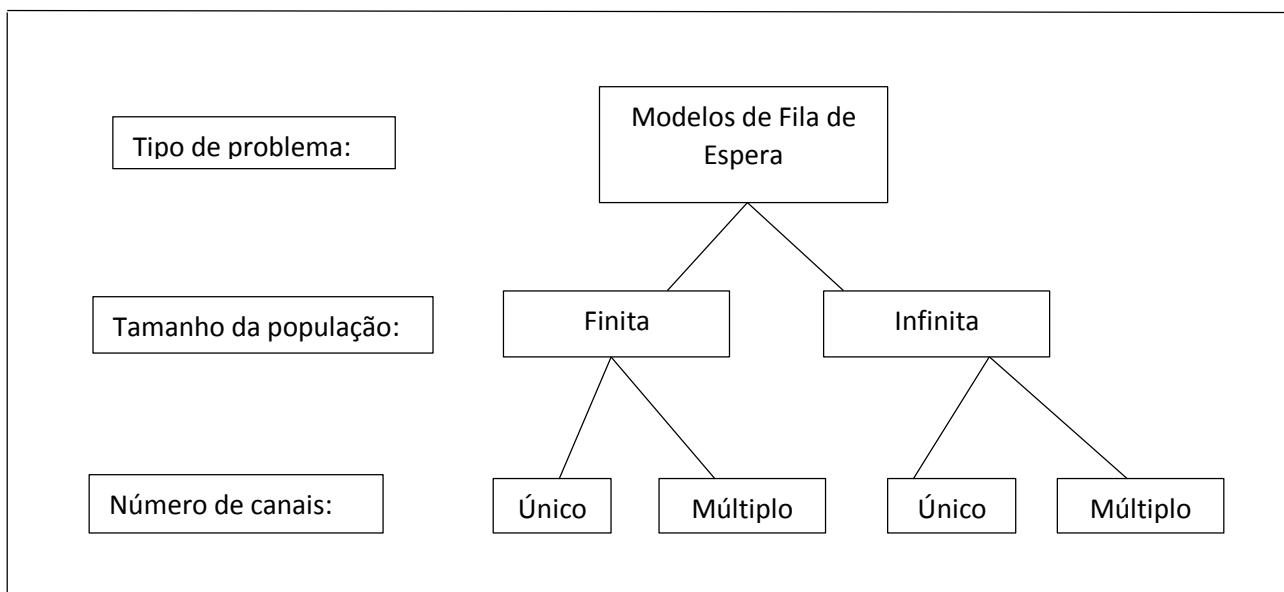 Tipo de problema:
Modelos de Fila de
Espera
Tamanho da população:
Finita
Infinita
Número de canais:
Único
Múltiplo
Único
Múltiplo